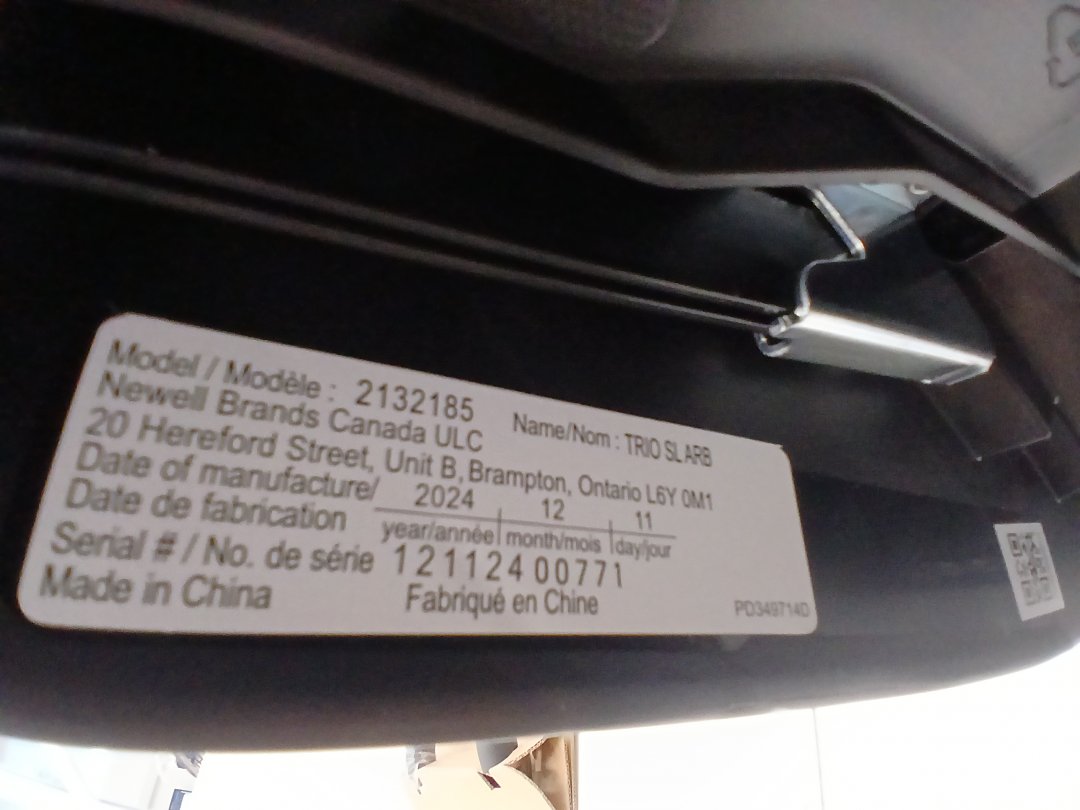 Model / Modèle : 2132185 Name/Nom : TRIO SL ARB
Newell Brands Canada ULC
20 Hereford Street, Unit B, Brampton, Ontario L6Y 0M1
Date of manufacture/ 2024 12 11
Date de fabrication year/année month/mois day/jour
Serial # / No. de série 121124 00771
Made in China Fabriqué en Chine PD349714D